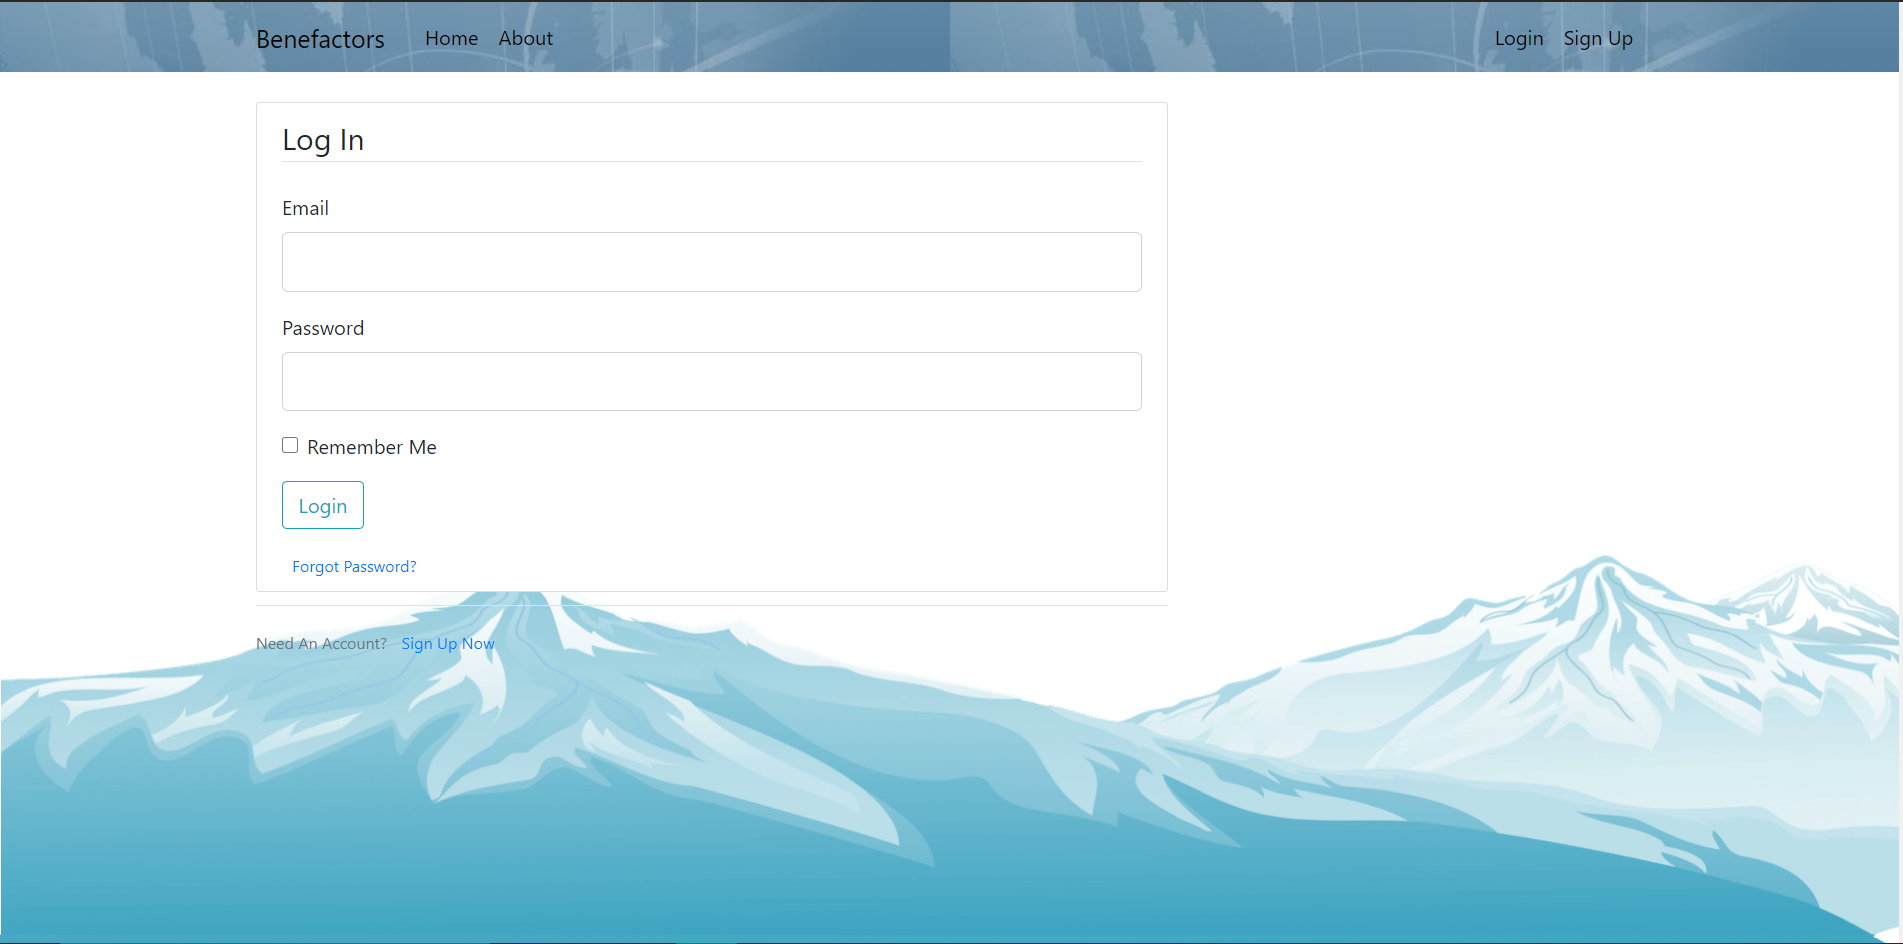 Benefactors Home About Login Sign Up
Log In
Email
Password
Remember Me
Login
Forgot Password?
Need An Account? Sign Up Now